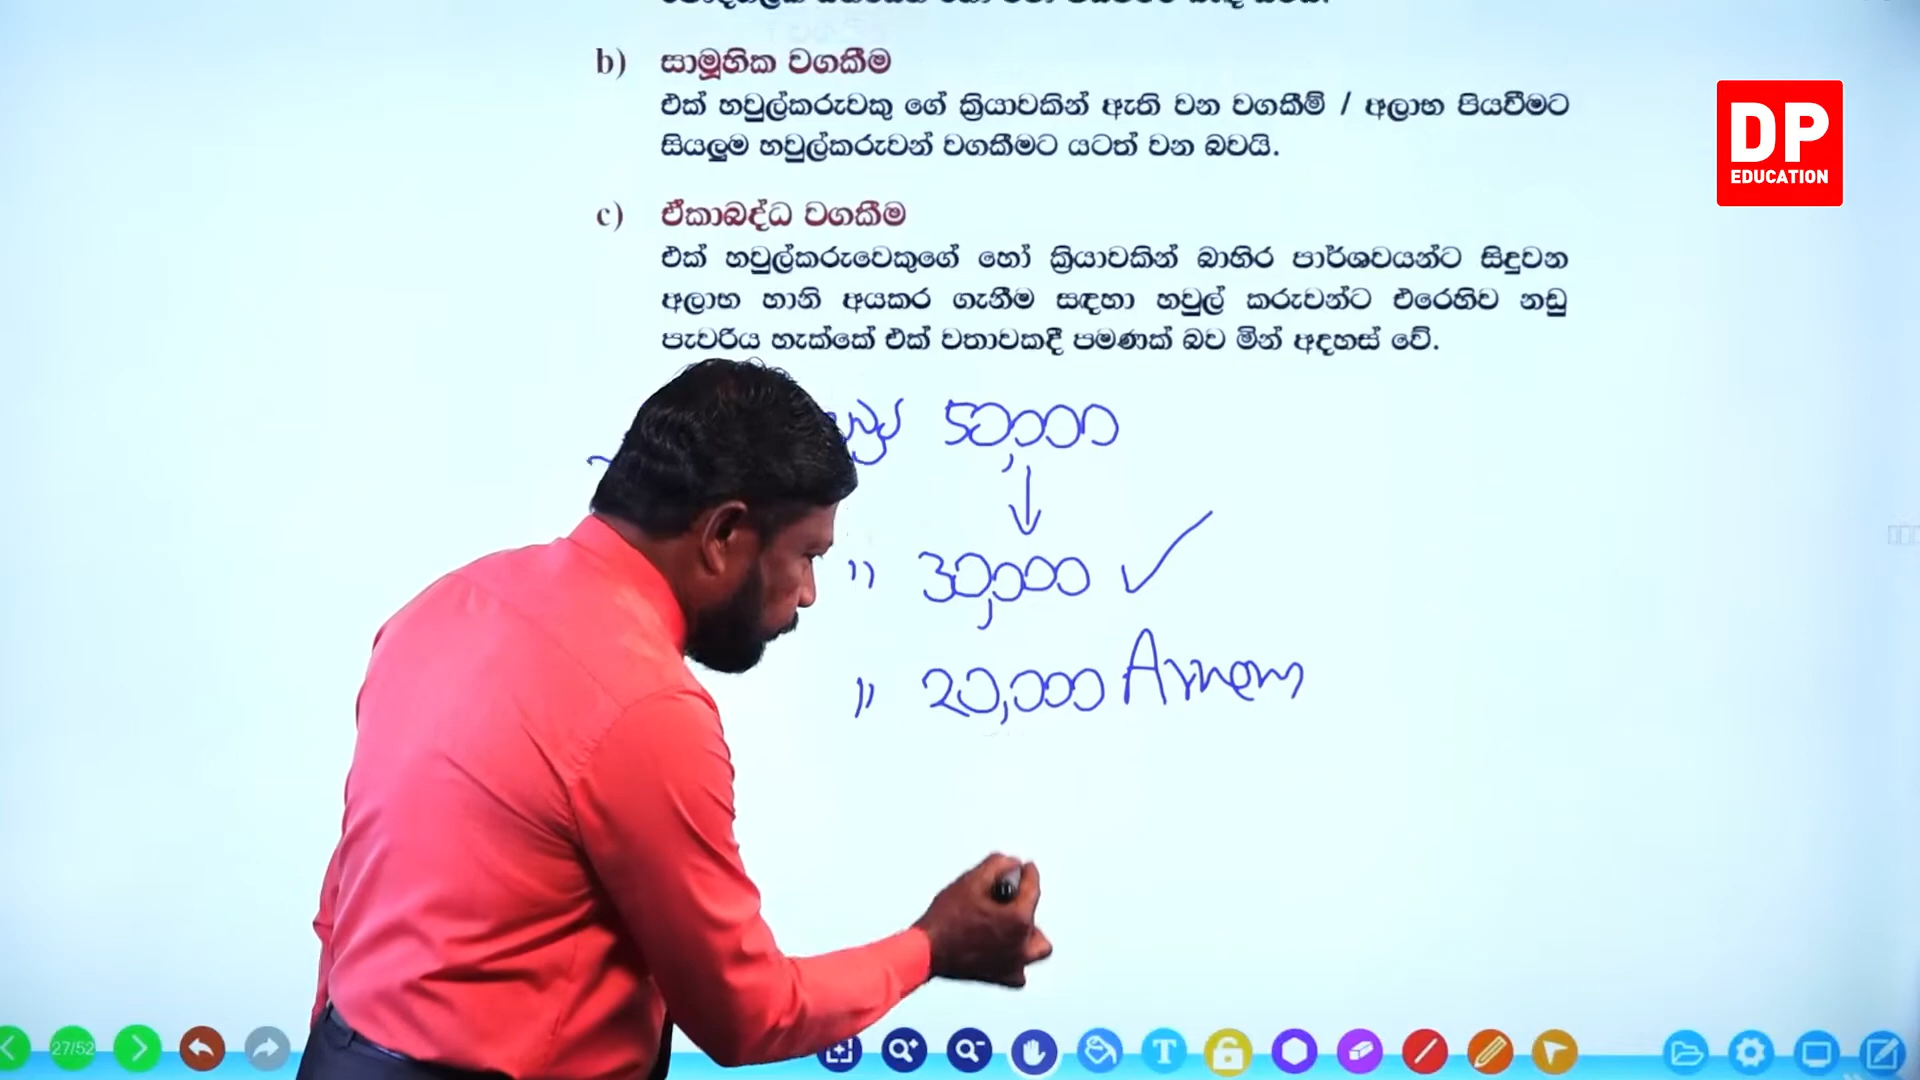 b) සාමූහික වගකීම
එක් හවුල්කරුවකු ගේ ක්‍රියාවකින් ඇති වන වගකීම් / අලාභ පියවීමට
සියලුම හවුල්කරුවන් වගකීමට යටත් වන බවයි.
DP
EDUCATION
c) ඒකාබද්ධ වගකීම
එක් හවුල්කරුවෙකුගේ හෝ ක්‍රියාවකින් බාහිර පාර්ශවයන්ට සිදුවන
අලාභ හානි අයකර ගැනීම සඳහා හවුල් කරුවන්ට එරෙහිව නඩු
පැවරිය හැක්කේ එක් වතාවකදී පමණක් බව මින් අදහස් වේ.
50,000
" 30,000
" 20,000
27/52
T